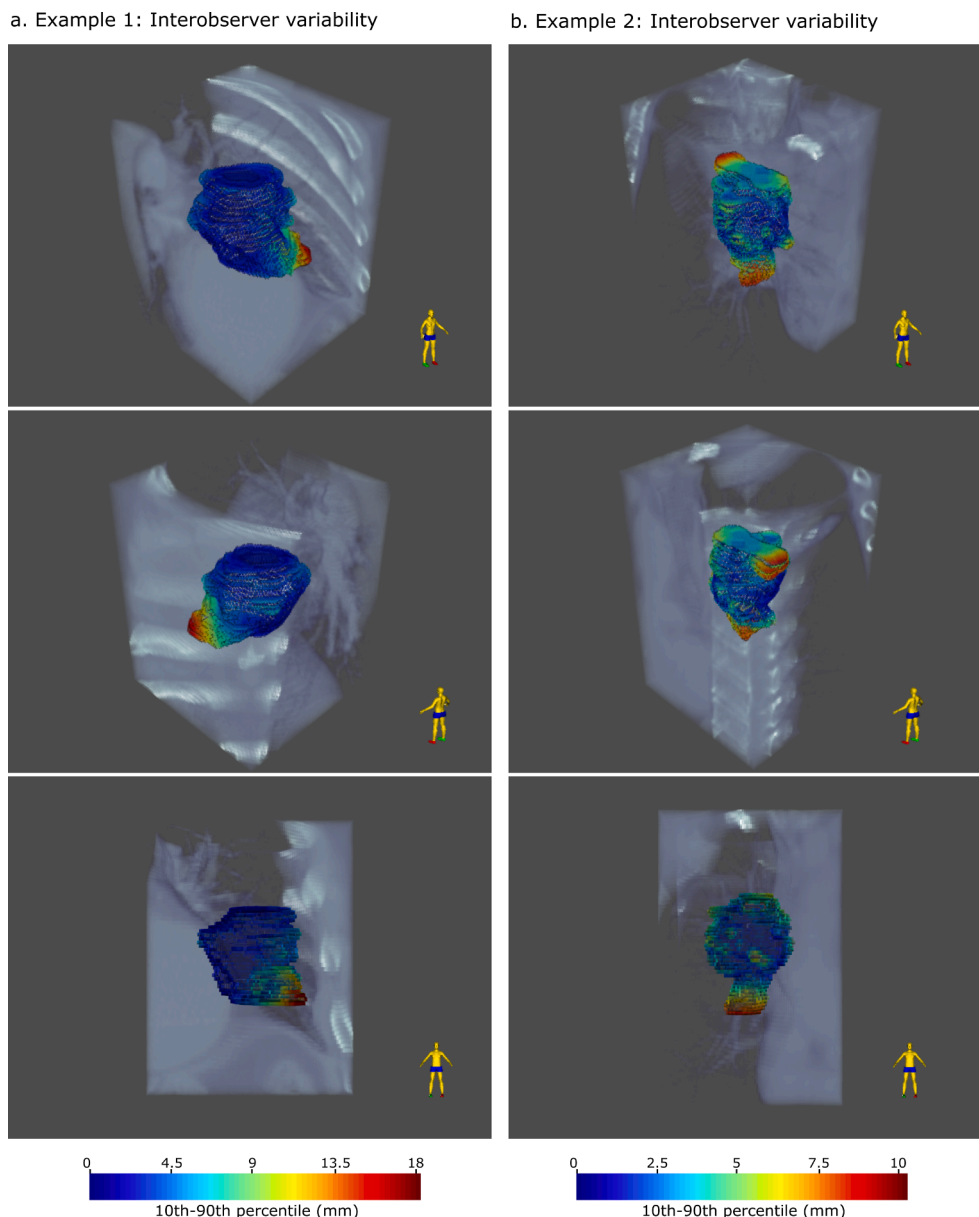 a. Example 1: Interobserver variability
b. Example 2: Interobserver variability
0 4.5 9 13.5 18
10th-90th percentile (mm)
0 2.5 5 7.5 10
10th-90th percentile (mm)